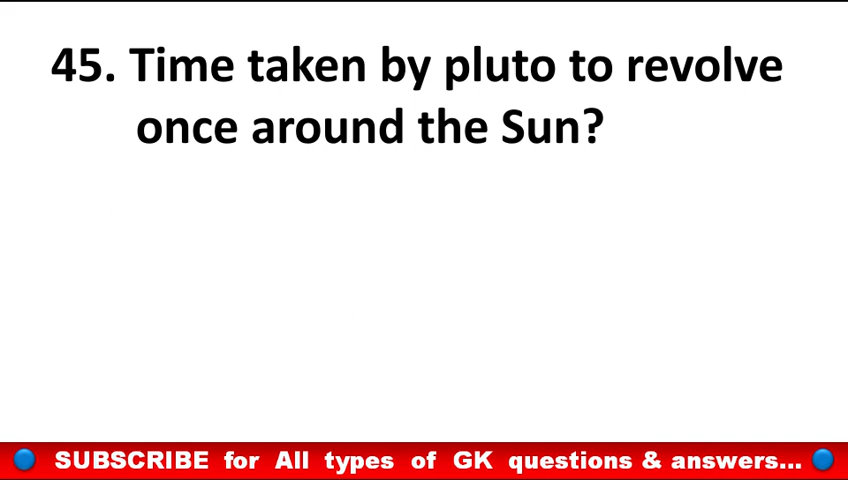 45. Time taken by pluto to revolve
once around the Sun?
SUBSCRIBE for All types of GK questions & answers...